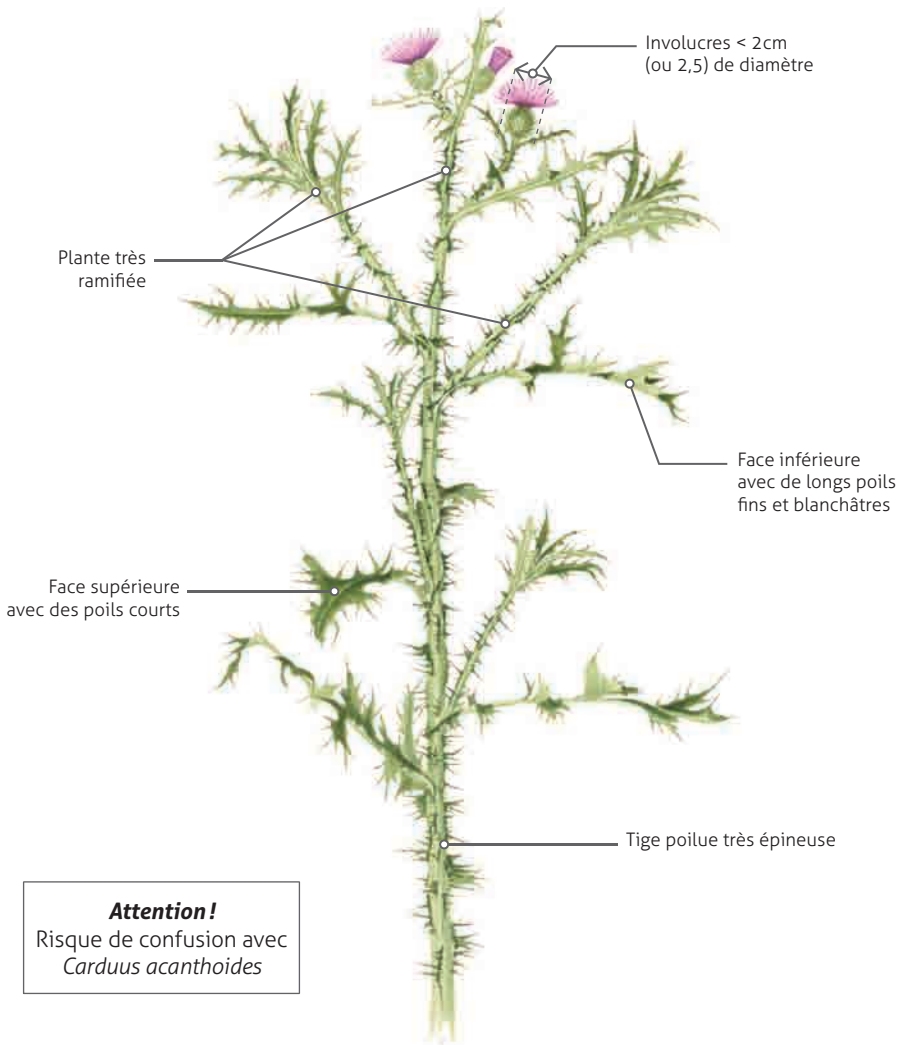 Involucres < 2cm
(ou 2,5) de diamètre
Plante très
ramifiée
Face inférieure
avec de longs poils
fins et blanchâtres
Face supérieure
avec des poils courts
Tige poilue très épineuse
Attention !
Risque de confusion avec
Carduus acanthoides